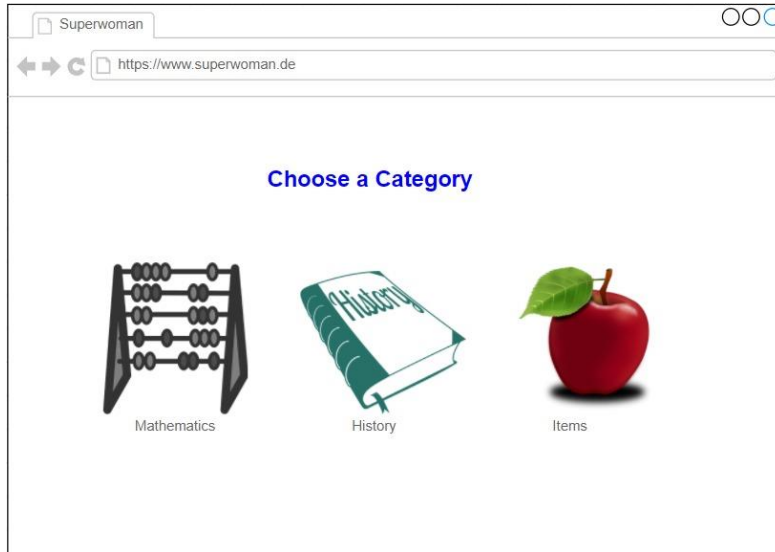 Superwoman
https://www.superwoman.de
Choose a Category
History
Mathematics
History
Items